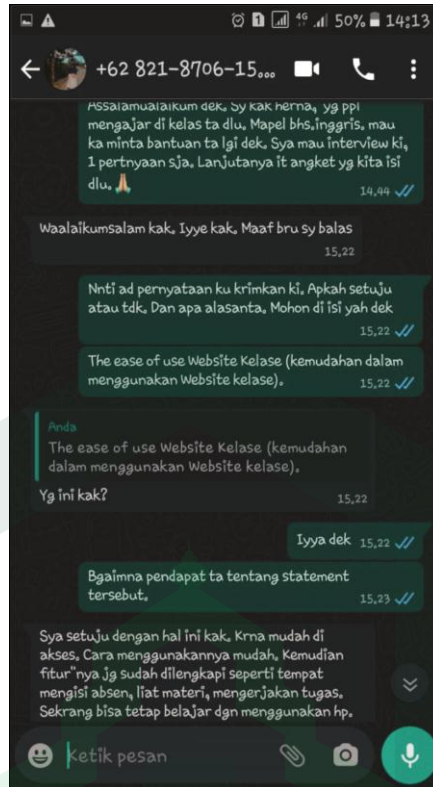 50% 14:13
+62 821-8706-15...
Assalamualaikum dek. Sy kak herna, yg ppl
mengajar di kelas ta dlu. Mapel bhs.inggris. mau
ka minta bantuan ta lgi dek. Sya mau interview ki,
1 pertnyaan sja. Lanjutanya it angket yg kita isi
dlu. 🙏
14.44
Waalaikumsalam kak. Iyye kak. Maaf bru sy balas
15.22
Nnti ad pernyataan ku krimkan ki. Apkah setuju
atau tdk. Dan apa alasanta. Mohon di isi yah dek
15.22
The ease of use Website Kelase (kemudahan dalam
menggunakan Website kelase).
15.22
Anda
The ease of use Website Kelase (kemudahan
dalam menggunakan Website kelase).
Yg ini kak?
15.22
Iyya dek 15.22
Bgaimna pendapat ta tentang statement
tersebut.
15.23
Sya setuju dengan hal ini kak. Krna mudah di
akses. Cara menggunakannya mudah. Kemudian
fitur"nya jg sudah dilengkapi seperti tempat
mengisi absen, liat materi, mengerjakan tugas.
Sekrang bisa tetap belajar dgn menggunakan hp.
Ketik pesan